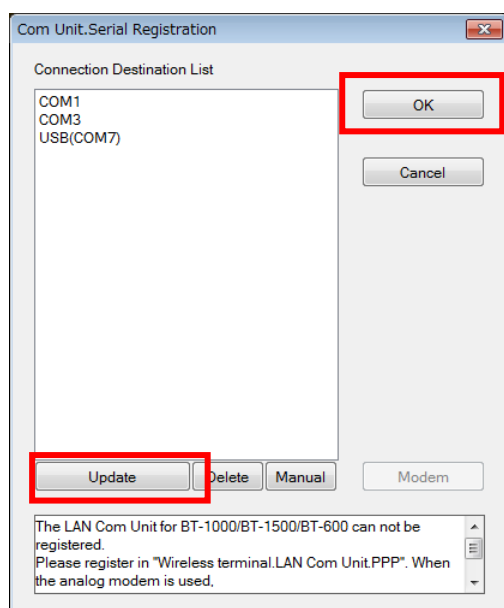 Com Unit.Serial Registration
Connection Destination List
COM1
COM3
USB(COM7)
OK
Cancel
Update
Delete
Manual
Modem
The LAN Com Unit for BT-1000/BT-1500/BT-600 can not be
registered.
Please register in "Wireless terminal.LAN Com Unit.PPP". When
the analog modem is used,